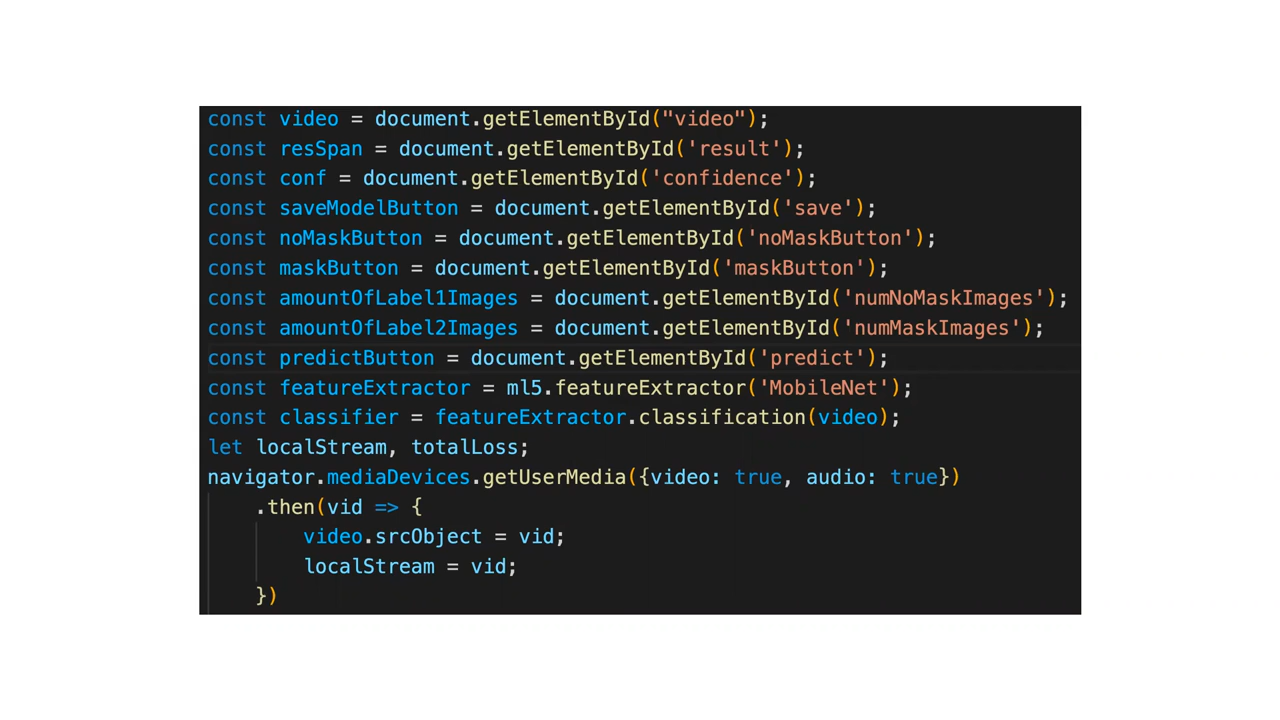 const video = document.getElementById("video");
const resSpan = document.getElementById('result');
const conf = document.getElementById('confidence');
const saveModelButton = document.getElementById('save');
const noMaskButton = document.getElementById('noMaskButton');
const maskButton = document.getElementById('maskButton');
const amountOfLabel1Images = document.getElementById('numNoMaskImages');
const amountOfLabel2Images = document.getElementById('numMaskImages');
const predictButton = document.getElementById('predict');
const featureExtractor = ml5.featureExtractor('MobileNet');
const classifier = featureExtractor.classification(video);
let localStream, totalLoss;
navigator.mediaDevices.getUserMedia({video: true, audio: true})
    .then(vid => {
        video.srcObject = vid;
        localStream = vid;
    })